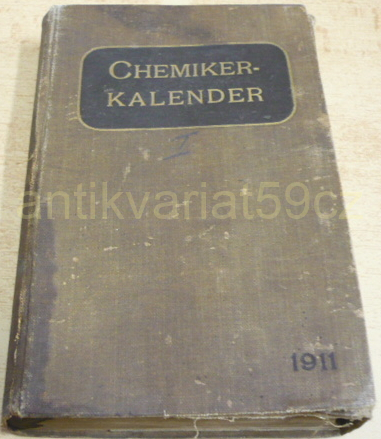 CHEMIKER-
KALENDER
antikvariat59cz
1911